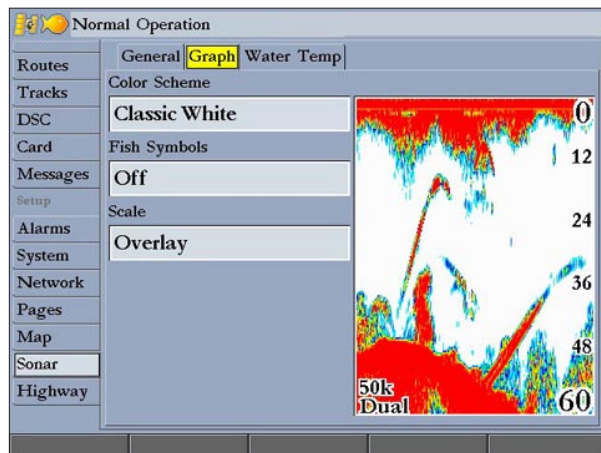 Normal Operation
Routes
Tracks
DSC
Card
Messages
Setup
Alarms
System
Network
Pages
Map
Sonar
Highway
General Graph Water Temp
Color Scheme
Classic White
Fish Symbols
Off
Scale
Overlay
0
12
24
36
48
60
50k
Dual